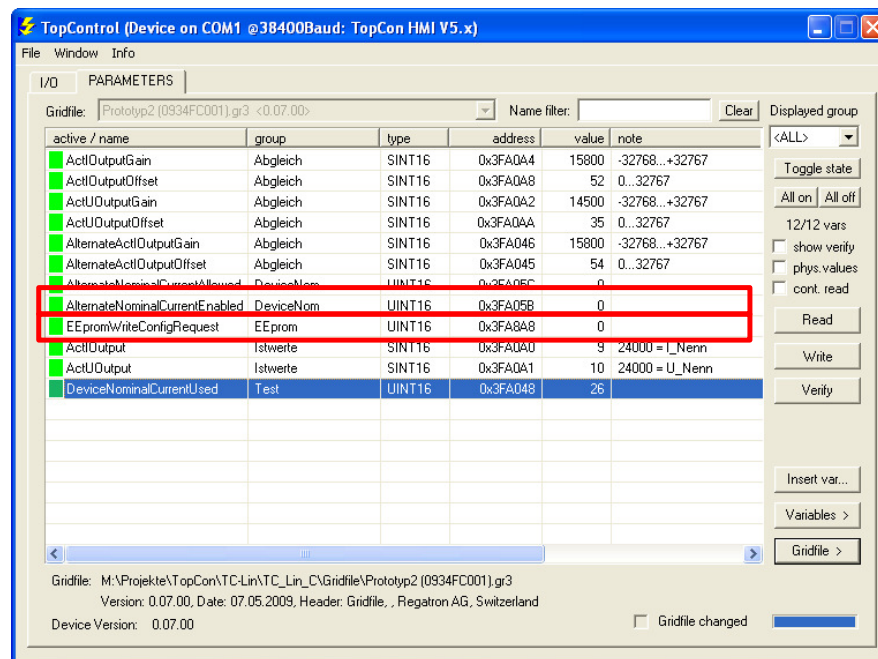 TopControl (Device on COM1 @38400Baud: TopCon HMI V5.x)
File Window Info
I/O PARAMETERS
Gridfile: Prototyp2 (0934FC001).gr3 <0.07.00> Name filter: Clear Displayed group
active / name group type address value note <ALL>
ActIOutputGain Abgleich SINT16 0x3FA0A4 15800 -32768...+32767
Toggle state
ActIOutputOffset Abgleich SINT16 0x3FA0A8 52 0...32767
ActUOutputGain Abgleich SINT16 0x3FA0A2 14500 -32768...+32767
All on All off
ActUOutputOffset Abgleich SINT16 0x3FA0AA 35 0...32767
12/12 vars
AlternateActIOutputGain Abgleich SINT16 0x3FA046 15800 -32768...+32767
show verify
AlternateActIOutputOffset Abgleich SINT16 0x3FA045 54 0...32767
phys.values
AlternateNominalCurrentAllowed DeviceNom UINT16 0x3FA05C 0
cont. read
AlternateNominalCurrentEnabled DeviceNom UINT16 0x3FA05B 0
Read
EEpromWriteConfigRequest EEprom UINT16 0x3FA8A8 0
ActIOutput Istwerte SINT16 0x3FA0A0 9 24000 = I_Nenn
Write
ActUOutput Istwerte SINT16 0x3FA0A1 10 24000 = U_Nenn
DeviceNominalCurrentUsed Test UINT16 0x3FA048 26
Verify
Insert var...
Variables >
Gridfile >
Gridfile: M:\Projekte\TopCon\TC-Lin\TC_Lin_C\Gridfile\Prototyp2 (0934FC001).gr3
Version: 0.07.00, Date: 07.05.2009, Header: Gridfile, , Regatron AG, Switzerland
Device Version: 0.07.00 Gridfile changed